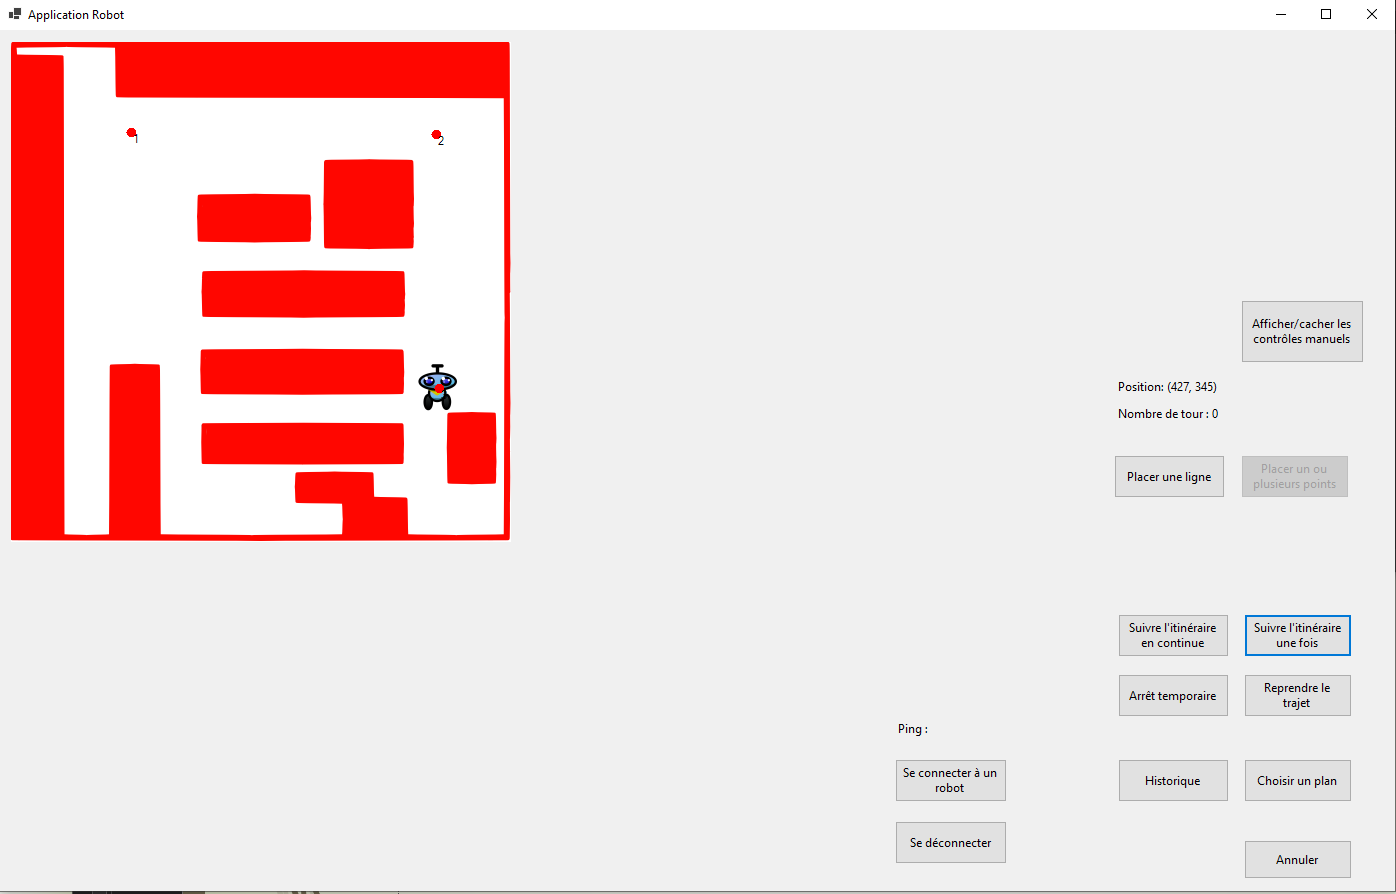 Application Robot
1
2
Afficher/cacher les
contrôles manuels
Position: (427, 345)
Nombre de tour : 0
Placer une ligne
Placer un ou
plusieurs points
Suivre l'itinéraire
en continue
Suivre l'itinéraire
une fois
Arrêt temporaire
Reprendre le
trajet
Ping :
Se connecter à un
robot
Historique
Choisir un plan
Se déconnecter
Annuler